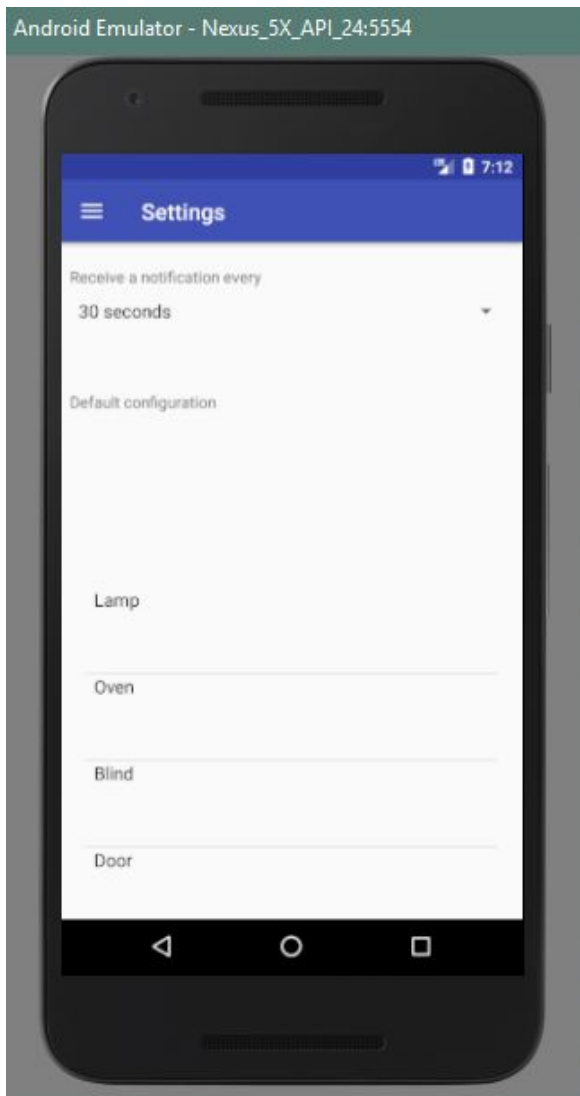 Android Emulator - Nexus_5X_API_24:5554
7:12
Settings
Receive a notification every
30 seconds
Default configuration
Lamp
Oven
Blind
Door